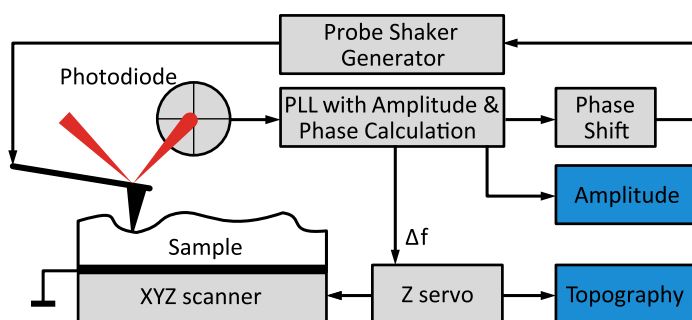 Probe Shaker
Generator
Photodiode
PLL with Amplitude &
Phase Calculation
Phase
Shift
Amplitude
Δf
Sample
XYZ scanner
Z servo
Topography